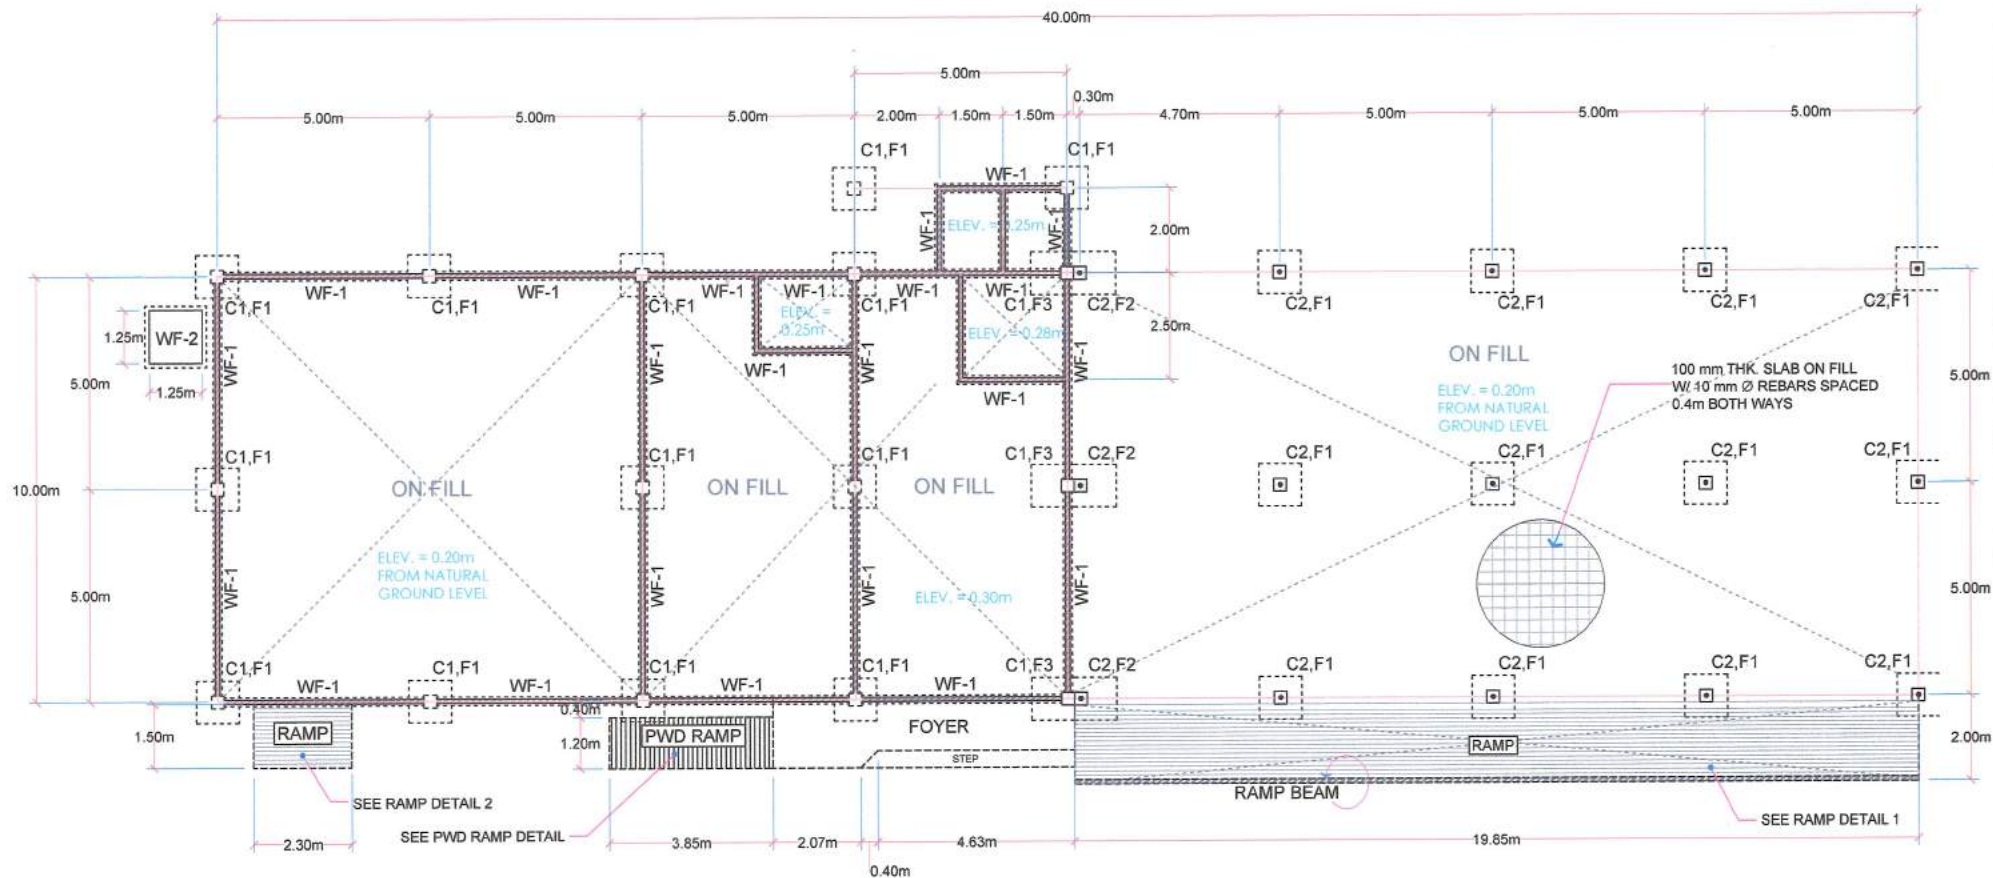 40.00m
5.00m
0.30m
5.00m
5.00m
5.00m
2.00m
1.50m
1.50m
4.70m
5.00m
5.00m
5.00m
C1,F1
C1,F1
WF-1
WF-1
ELEV. = 0.25m
WF-1
2.00m
WF-1
WF-1
WF-1
WF-1
WF-1
WF-1
C1,F1
C1,F1
C1,F1
C1,F1
C1,F3
C2,F2
C2,F1
C2,F1
C2,F1
C2,F1
ELEV. =
0.25m
ELEV. = 0.28m
2.50m
1.25m
WF-2
WF-1
WF-1
WF-1
WF-1
WF-1
WF-1
ON FILL
100 mm THK. SLAB ON FILL
W/ 10 mm Ø REBARS SPACED
0.4m BOTH WAYS
5.00m
1.25m
5.00m
ELEV. = 0.20m
FROM NATURAL
GROUND LEVEL
C1,F1
C1,F1
C1,F1
C1,F3
C2,F2
C2,F1
C2,F1
C2,F1
C2,F1
10.00m
ON FILL
ON FILL
ON FILL
ELEV. = 0.20m
FROM NATURAL
GROUND LEVEL
5.00m
WF-1
WF-1
WF-1
WF-1
ELEV. = 0.30m
5.00m
C1,F1
C1,F1
C1,F1
C1,F1
C1,F3
C2,F2
C2,F1
C2,F1
C2,F1
C2,F1
WF-1
WF-1
WF-1
WF-1
0.40m
1.50m
RAMP
1.20m
PWD RAMP
FOYER
STEP
RAMP
2.00m
RAMP BEAM
SEE RAMP DETAIL 2
SEE PWD RAMP DETAIL
SEE RAMP DETAIL 1
2.30m
3.85m
2.07m
0.40m
4.63m
19.85m